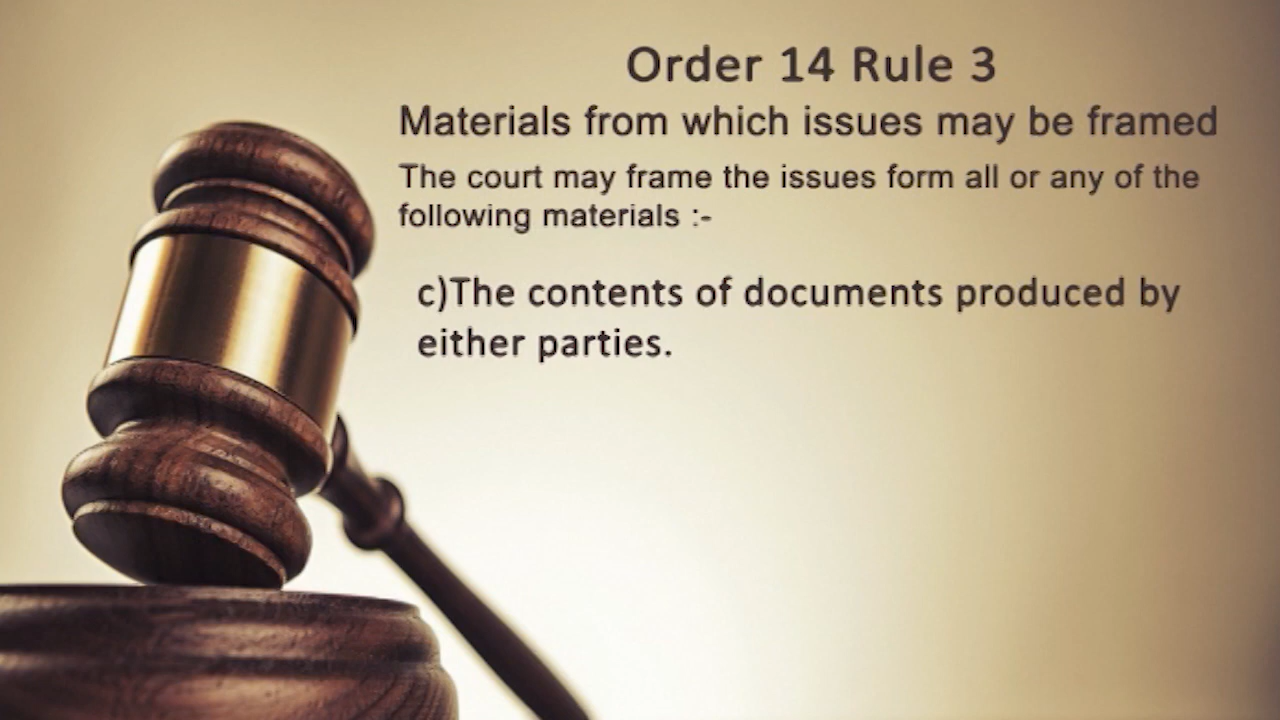 Order 14 Rule 3
Materials from which issues may be framed
The court may frame the issues form all or any of the
following materials :-
c)The contents of documents produced by
either parties.